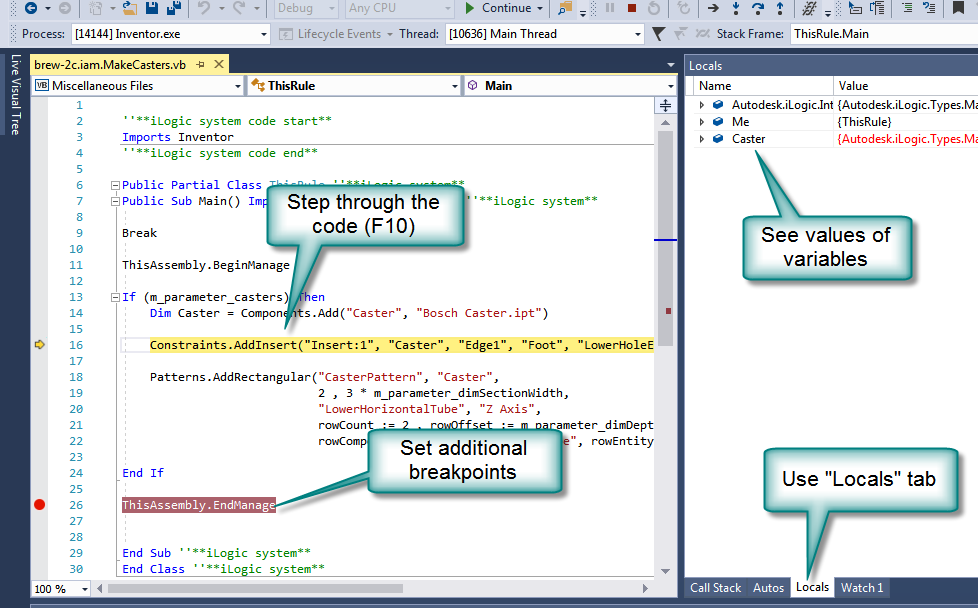 Debug
Any CPU
Continue
Process: [14144] Inventor.exe
Lifecycle Events
Thread: [10636] Main Thread
Stack Frame: ThisRule.Main
Live Visual Tree
brew-2c.iam.MakeCasters.vb
VB Miscellaneous Files
ThisRule
Main
1
2 ''**iLogic system code start**
3 Imports Inventor
4 ''**iLogic system code end**
5
6 Public Partial Class ThisRule ''**iLogic system**
7 Public Sub Main() Im ''**iLogic system**
8
9 Break
10
11 ThisAssembly.BeginManage
12
13 If (m_parameter_casters) Then
14 Dim Caster = Components.Add("Caster", "Bosch Caster.ipt")
15
16 Constraints.AddInsert("Insert:1", "Caster", "Edge1", "Foot", "LowerHoleE
17
18 Patterns.AddRectangular("CasterPattern", "Caster",
19 2 , 3 * m_parameter_dimSectionWidth,
20 "LowerHorizontalTube", "Z Axis",
21 rowCount := 2 , rowOffset := m_parameter_dimDept
22 rowComp e", rowEntity
23
24 End If
25
26 ThisAssembly.EndManage
27
28
29 End Sub ''**iLogic system**
30 End Class ''**iLogic system**
100 %
Step through the
code (F10)
Set additional
breakpoints
Locals
Name Value
Autodesk.iLogic.Int {Autodesk.iLogic.Types.Ma
Me {ThisRule}
Caster {Autodesk.iLogic.Types.Ma
See values of
variables
Use "Locals" tab
Call Stack Autos Locals Watch 1